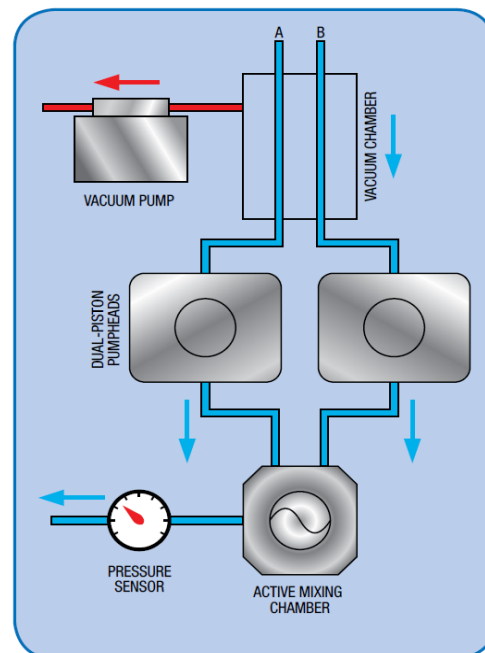 A B
VACUUM CHAMBER
VACUUM PUMP
DUAL-PISTON
PUMPHEADS
PRESSURE
SENSOR
ACTIVE MIXING
CHAMBER